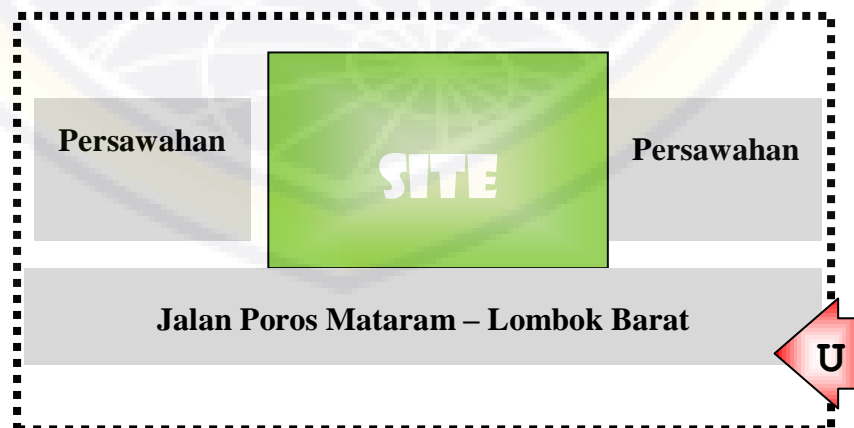 Persawahan
SITE
Persawahan
Jalan Poros Mataram – Lombok Barat
U